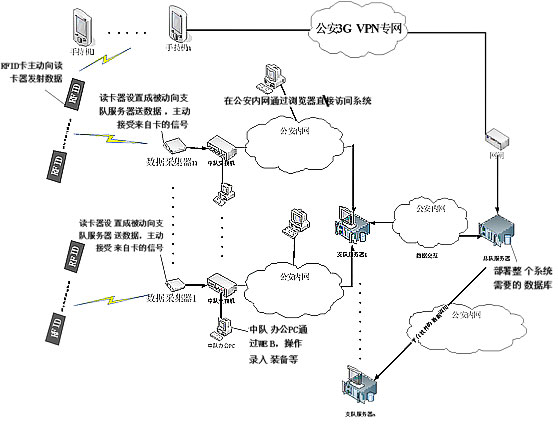 手持机1
手持机n
公安3G VPN专网
RFID卡主动向读
卡器发射数据
RFID
读卡器设置成被动向支
队服务器送数据，主动
接受来自卡的信号
在公安内网通过浏览器直接访问系统
公安内网
RFID
数据采集器n
中队交换机
网闸
公安内网
读卡器设 置成被动向支
队服务器 送数据，主动
接受 来自卡的信号
公安内网
支队服务器1
数据交互
总队服务器
RFID
数据采集器1
中队交换机
部署整 个系统
需要的 数据库
RFID
中队办公PC
中队 办公PC通
过WEB，操作
录入 装备等
公安内网
支队服务器n